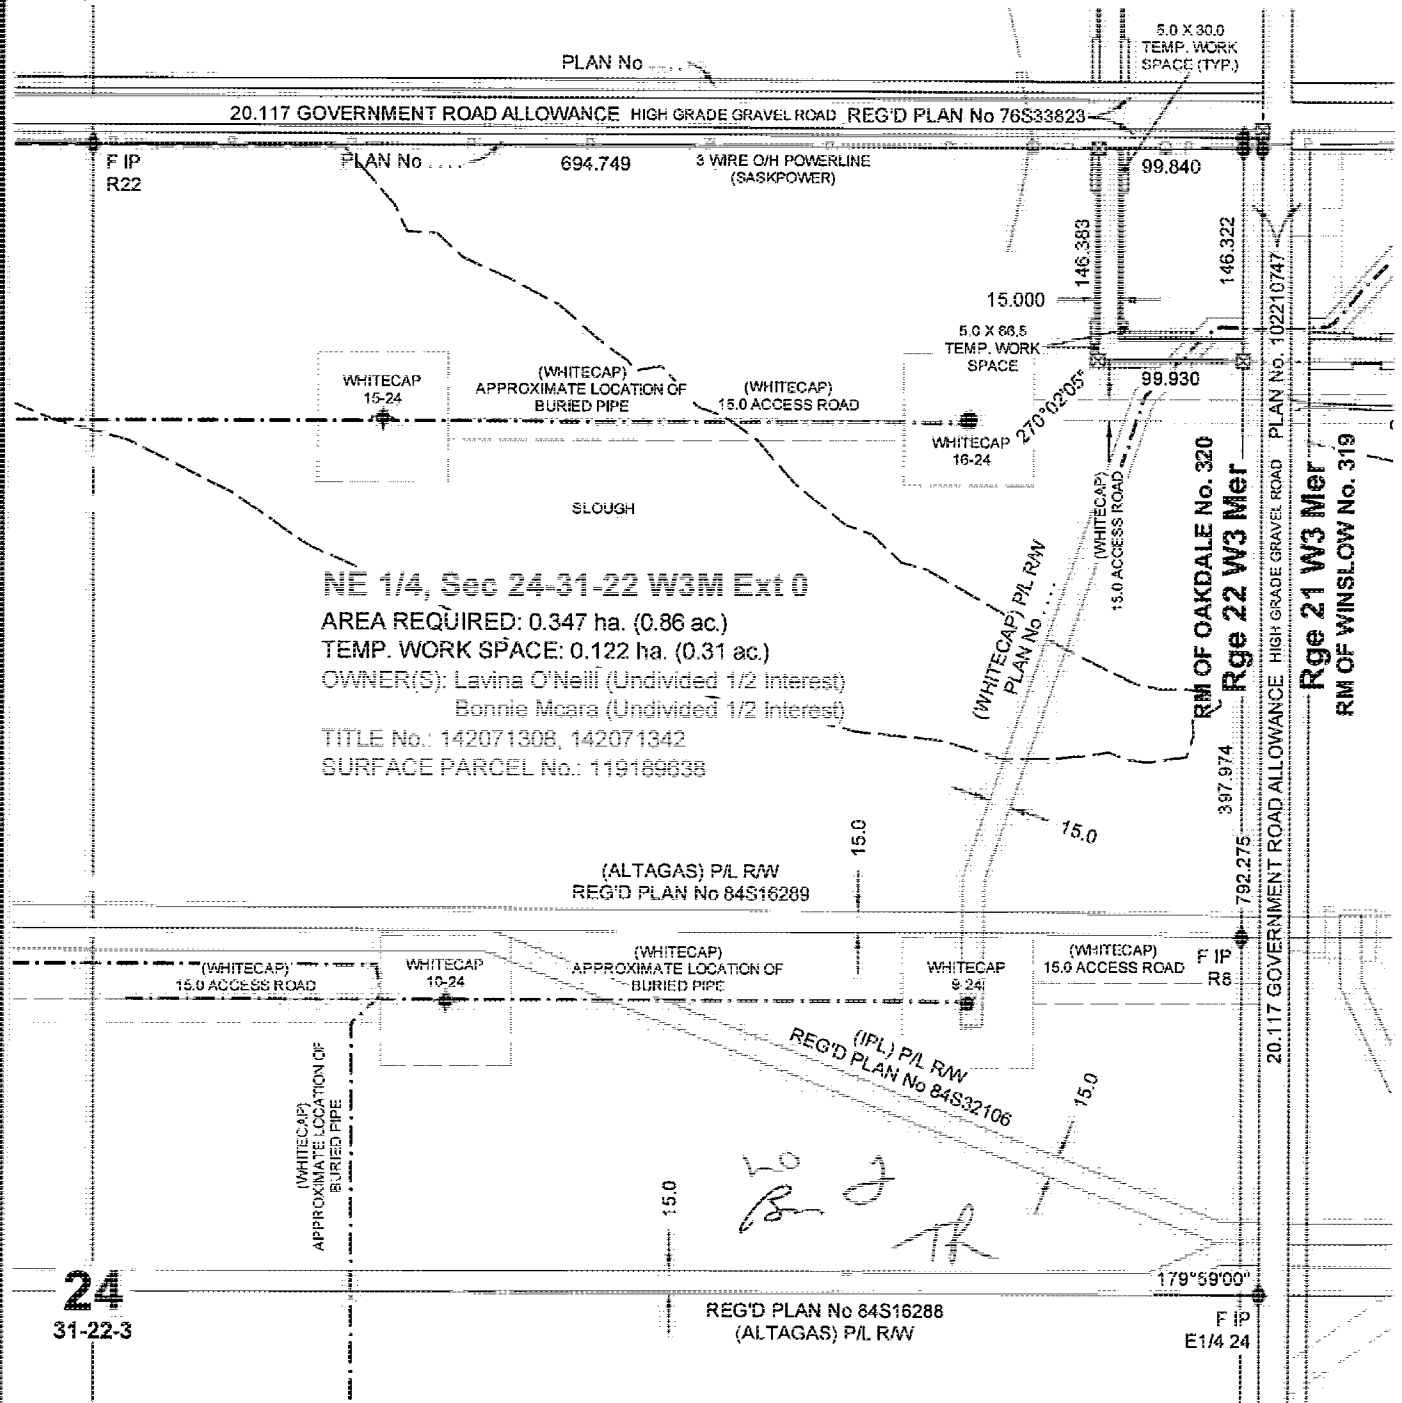 5.0 X 30.0
TEMP. WORK
SPACE (TYP.)
PLAN No ....
20.117 GOVERNMENT ROAD ALLOWANCE HIGH GRADE GRAVEL ROAD REG'D PLAN No 76S33823
F IP
R22
PLAN No ....
694.749
3 WIRE O/H POWERLINE
(SASKPOWER)
99.840
146.383
146.322
15.000
5.0 X 66.5
TEMP. WORK
SPACE
99.930
270°02'05"
WHITECAP
15-24
(WHITECAP)
APPROXIMATE LOCATION OF
BURIED PIPE
(WHITECAP)
15.0 ACCESS ROAD
WHITECAP
16-24
SLOUGH
(WHITECAP)
15.0 ACCESS ROAD
(WHITECAP) P/L R/W
PLAN No ....
NE 1/4, Sec 24-31-22 W3M Ext 0
AREA REQUIRED: 0.347 ha. (0.86 ac.)
TEMP. WORK SPACE: 0.122 ha. (0.31 ac.)
OWNER(S): Lavina O'Neill (Undivided 1/2 Interest)
Bonnie Mcara (Undivided 1/2 Interest)
TITLE No.: 142071308, 142071342
SURFACE PARCEL No.: 119189638
RM OF OAKDALE No. 320
Rge 22 W3 Mer
20.117 GOVERNMENT ROAD ALLOWANCE HIGH GRADE GRAVEL ROAD PLAN No. 102210747
Rge 21 W3 Mer
RM OF WINSLOW No. 319
397.974
792.275
15.0
15.0
(ALTAGAS) P/L R/W
REG'D PLAN No 84S16289
(WHITECAP)
15.0 ACCESS ROAD
WHITECAP
10-24
(WHITECAP)
APPROXIMATE LOCATION OF
BURIED PIPE
WHITECAP
9-24
(WHITECAP)
15.0 ACCESS ROAD
F IP
R8
(IPL) P/L R/W
REG'D PLAN No 84S32106
15.0
(WHITECAP)
APPROXIMATE LOCATION OF
BURIED PIPE
LO
15.0
TR
24
31-22-3
179°59'00"
REG'D PLAN No 84S16288
(ALTAGAS) P/L R/W
F IP
E1/4 24